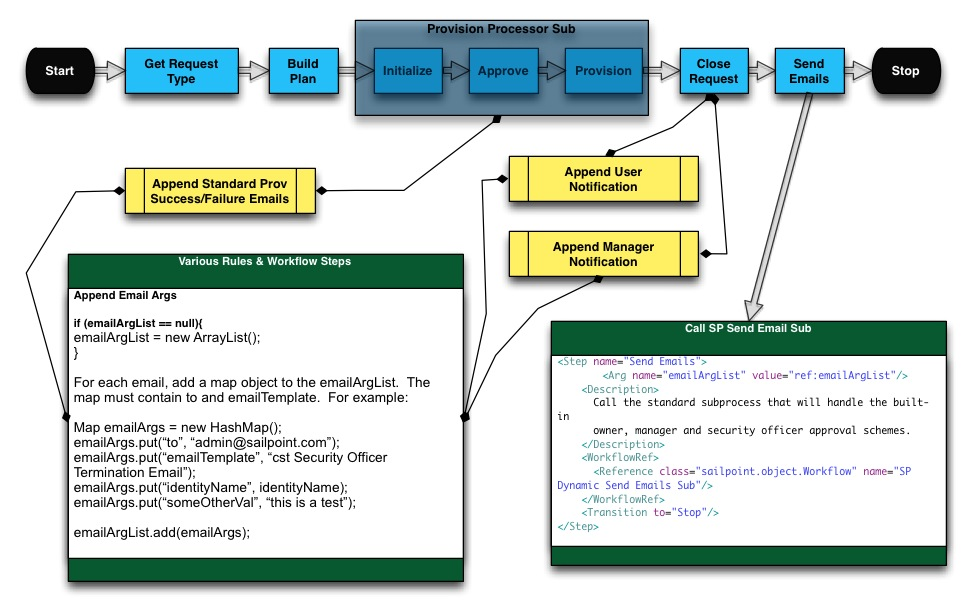 Provision Processor Sub
Start
Get Request
Type
Build
Plan
Initialize
Approve
Provision
Close
Request
Send
Emails
Stop
Append Standard Prov
Success/Failure Emails
Append User
Notification
Append Manager
Notification
Various Rules & Workflow Steps
Append Email Args
if (emailArgList == null){
emailArgList = new ArrayList();
}
For each email, add a map object to the emailArgList.  The
map must contain to and emailTemplate.  For example:
Map emailArgs = new HashMap();
emailArgs.put(“to”, “admin@sailpoint.com”);
emailArgs.put(“emailTemplate”, “cst Security Officer
Termination Email”);
emailArgs.put(“identityName”, identityName);
emailArgs.put(“someOtherVal”, “this is a test”);
emailArgList.add(emailArgs);
Call SP Send Email Sub
<Step name="Send Emails">
<Arg name="emailArgList" value="ref:emailArgList"/>
<Description>
Call the standard subprocess that will handle the built-
in
owner, manager and security officer approval schemes.
</Description>
<WorkflowRef>
<Reference class="sailpoint.object.Workflow" name="SP
Dynamic Send Emails Sub"/>
</WorkflowRef>
<Transition to="Stop"/>
</Step>